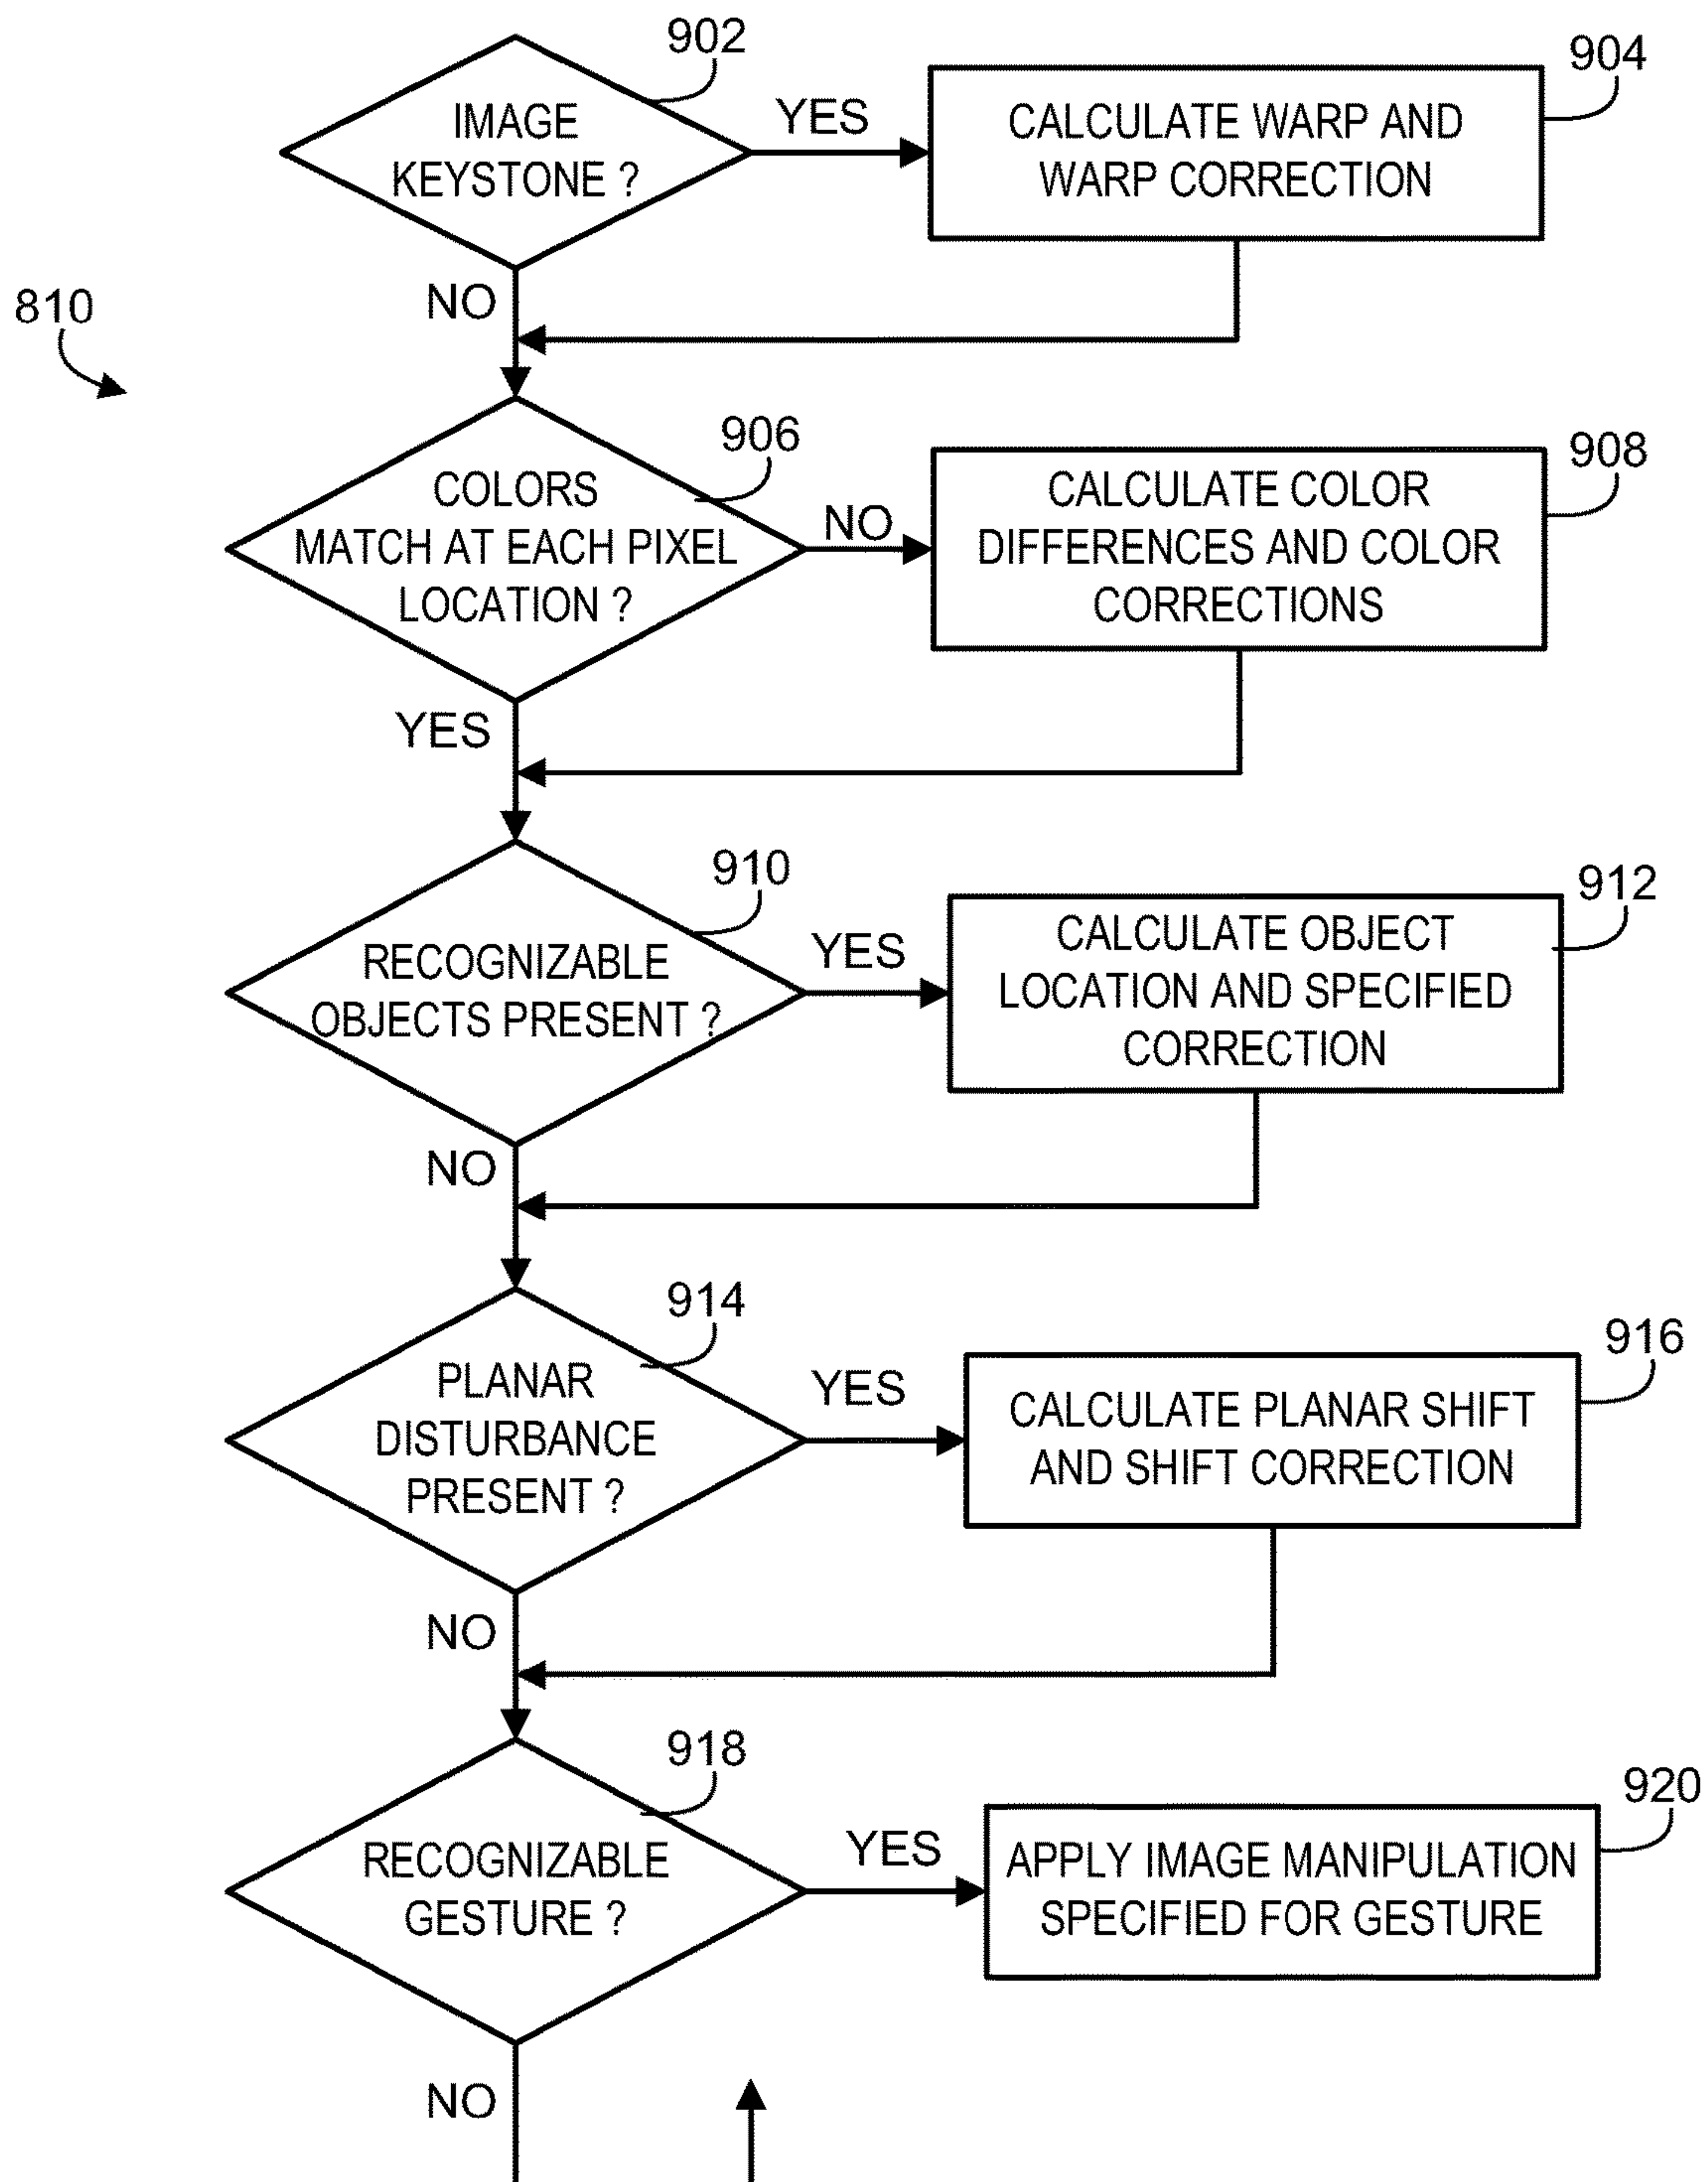 902
IMAGE
KEYSTONE ?
YES
904
CALCULATE WARP AND
WARP CORRECTION
NO
810
906
COLORS
MATCH AT EACH PIXEL
LOCATION ?
NO
908
CALCULATE COLOR
DIFFERENCES AND COLOR
CORRECTIONS
YES
910
RECOGNIZABLE
OBJECTS PRESENT ?
YES
912
CALCULATE OBJECT
LOCATION AND SPECIFIED
CORRECTION
NO
914
PLANAR
DISTURBANCE
PRESENT ?
YES
916
CALCULATE PLANAR SHIFT
AND SHIFT CORRECTION
NO
918
RECOGNIZABLE
GESTURE ?
YES
920
APPLY IMAGE MANIPULATION
SPECIFIED FOR GESTURE
NO